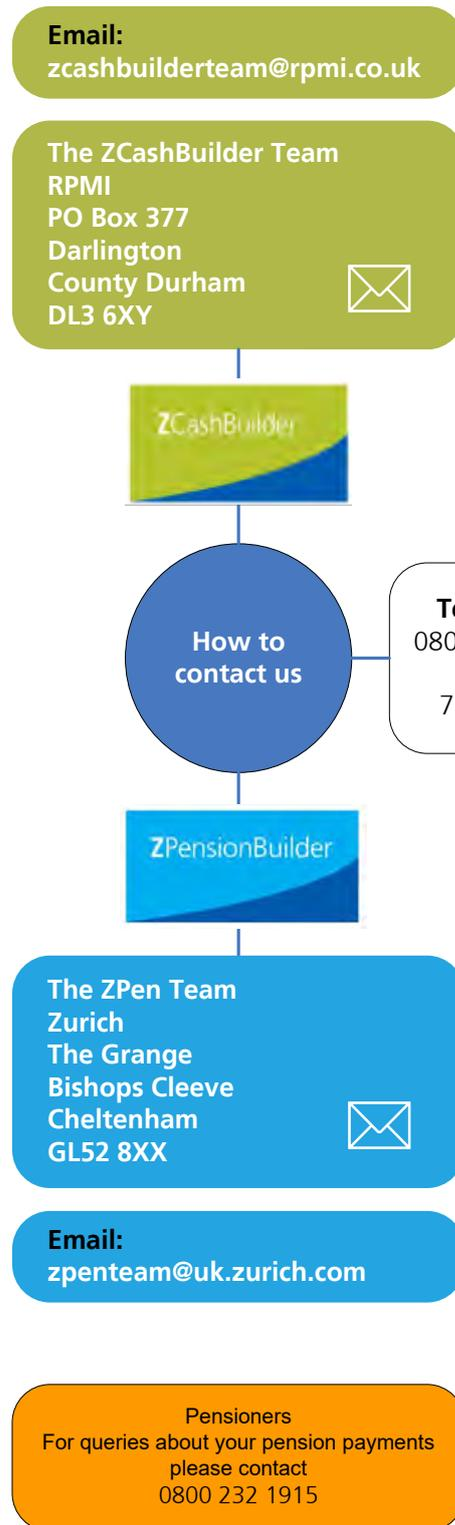 Email:
zcashbuilderteam@rpmi.co.uk
The ZCashBuilder Team
RPMI
PO Box 377
Darlington
County Durham
DL3 6XY
ZCashBuilder
How to
contact us
080
7
ZPensionBuilder
The ZPen Team
Zurich
The Grange
Bishops Cleeve
Cheltenham
GL52 8XX
Email:
zpenteam@uk.zurich.com
Pensioners
For queries about your pension payments
please contact
0800 232 1915